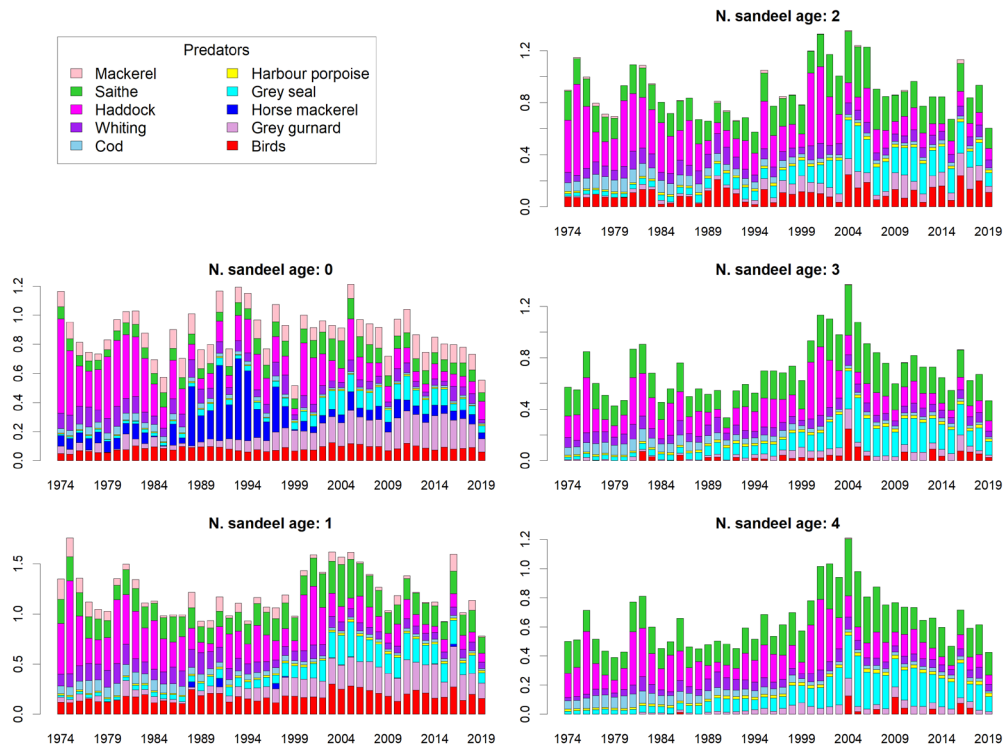 Predators
Mackerel Harbour porpoise
Saithe Grey seal
Haddock Horse mackerel
Whiting Grey gurnard
Cod Birds
N. sandeel age: 2
0.0 0.4 0.8 1.2
1974 1979 1984 1989 1994 1999 2004 2009 2014 2019
N. sandeel age: 0
0.0 0.2 0.4 0.6 0.8 1.0 1.2
1974 1979 1984 1989 1994 1999 2004 2009 2014 2019
N. sandeel age: 3
0.0 0.4 0.8 1.2
1974 1979 1984 1989 1994 1999 2004 2009 2014 2019
N. sandeel age: 1
0.0 0.5 1.0 1.5
1974 1979 1984 1989 1994 1999 2004 2009 2014 2019
N. sandeel age: 4
0.0 0.2 0.4 0.6 0.8 1.0 1.2
1974 1979 1984 1989 1994 1999 2004 2009 2014 2019